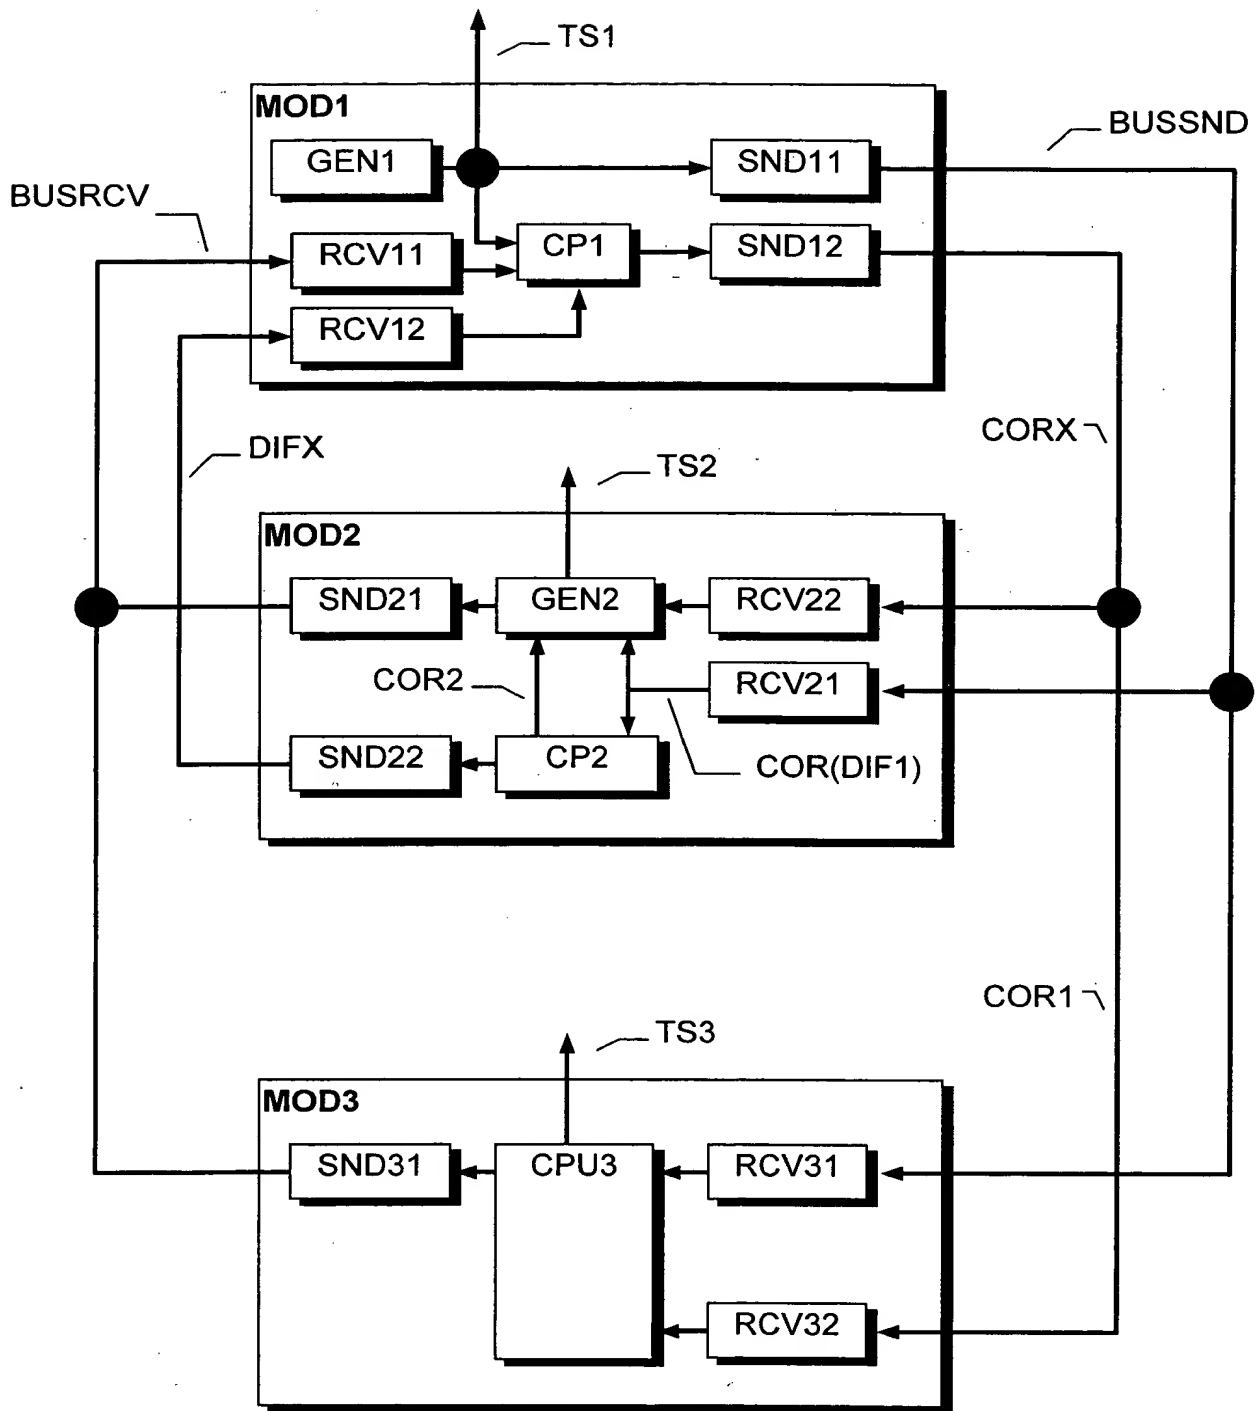 TS1
MOD1
BUSSND
GEN1
SND11
BUSRCV
RCV11
CP1
SND12
RCV12
DIFX
CORX
TS2
MOD2
SND21
GEN2
RCV22
COR2
RCV21
SND22
CP2
COR(DIF1)
COR1
TS3
MOD3
SND31
CPU3
RCV31
RCV32